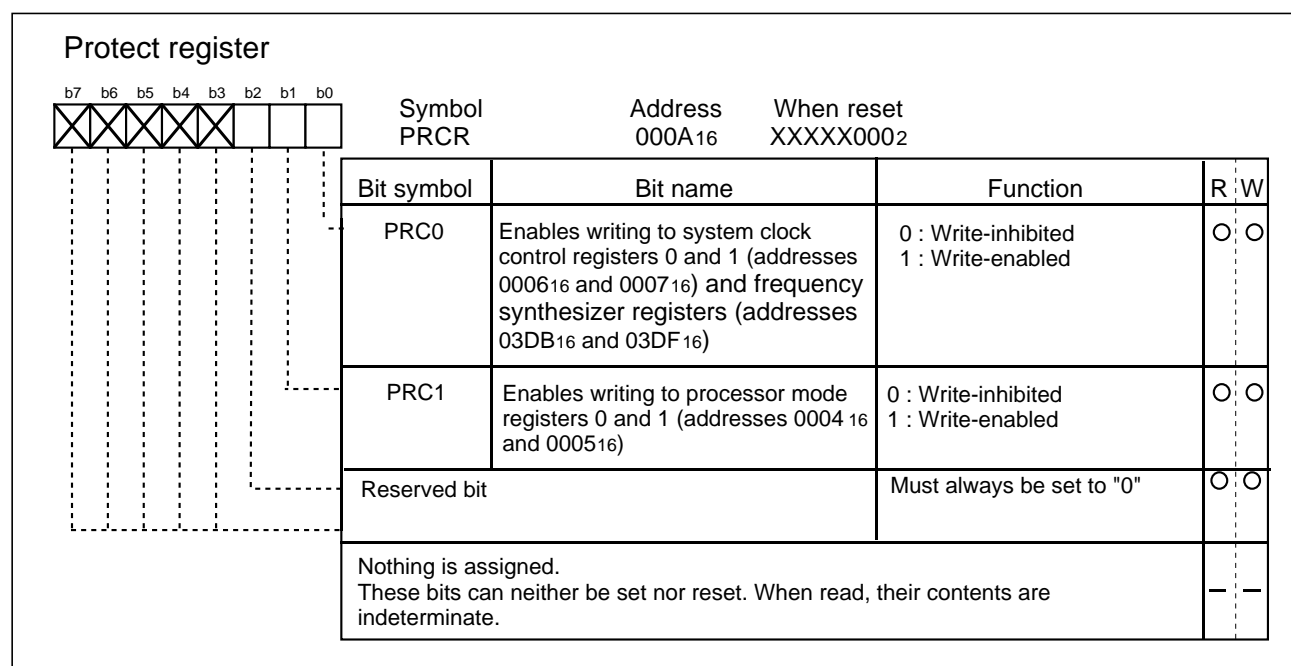 Protect register
b7 b6 b5 b4 b3 b2 b1 b0
Symbol Address When reset
PRCR 000A16 XXXXX0002
Bit symbol Bit name Function R W
PRC0 Enables writing to system clock 0 : Write-inhibited
control registers 0 and 1 (addresses 1 : Write-enabled
000616 and 000716) and frequency
synthesizer registers (addresses
03DB16 and 03DF16)
PRC1 Enables writing to processor mode 0 : Write-inhibited
registers 0 and 1 (addresses 0004 16 1 : Write-enabled
and 000516)
Reserved bit Must always be set to "0"
Nothing is assigned.
These bits can neither be set nor reset. When read, their contents are
indeterminate.